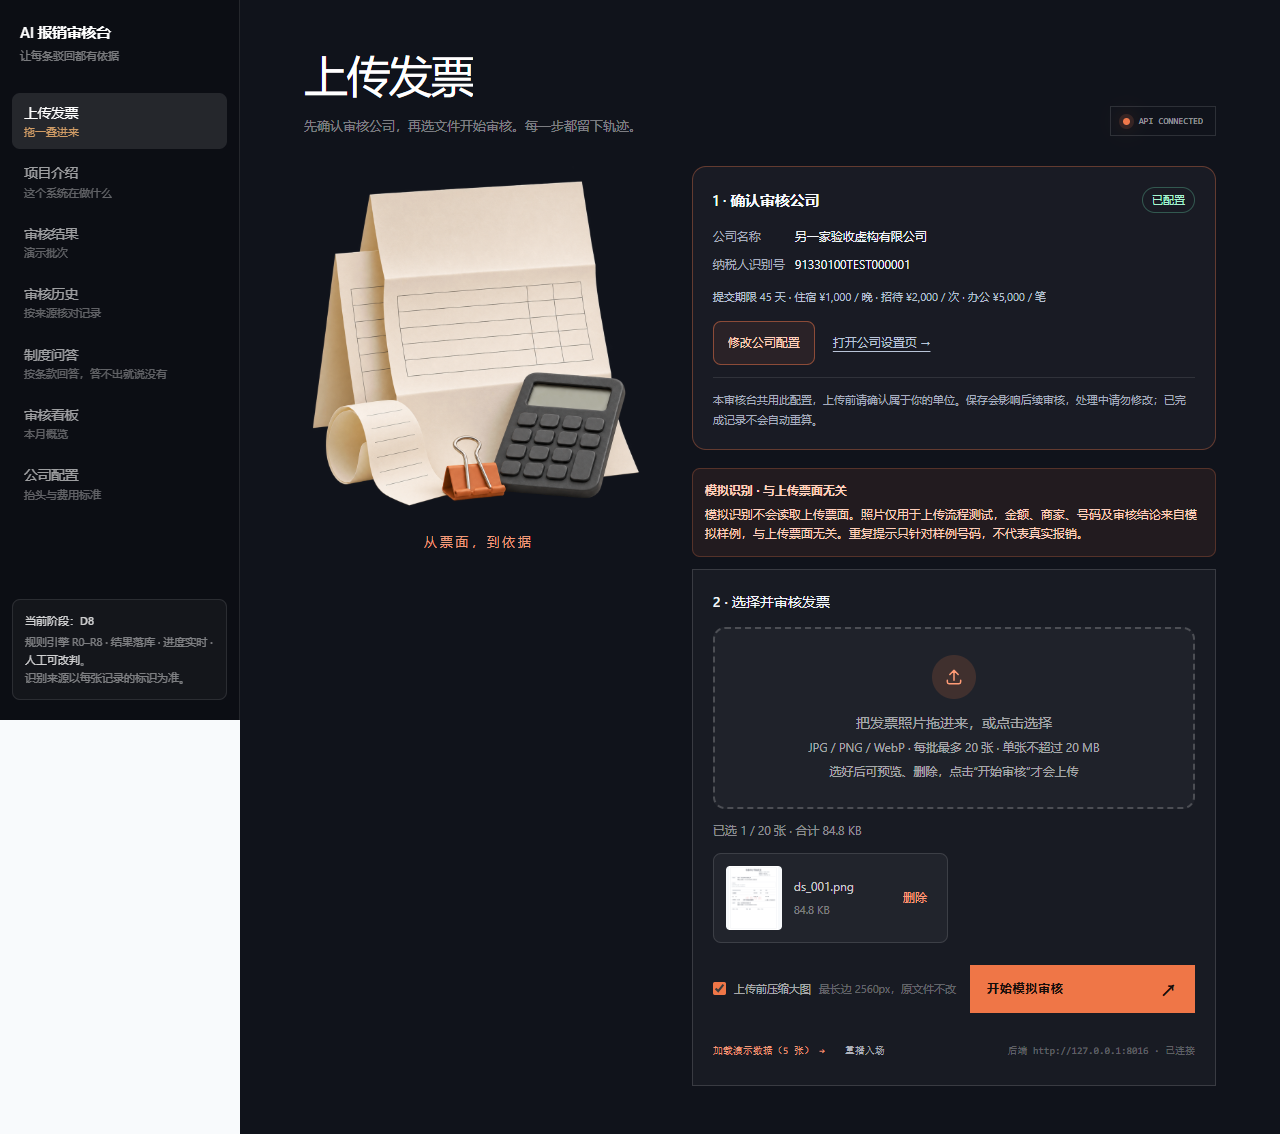 AI 报销审核台
让每条驳回都有依据
上传发票
拖一叠进来
项目介绍
这个系统在做什么
审核结果
演示批次
审核历史
按来源核对记录
制度问答
按条款回答，答不出就说没有
审核看板
本月概览
公司配置
抬头与费用标准
当前阶段：D8
规则引擎 R0–R8 · 结果落库 · 进度实时 ·
人工可改判。
识别来源以每张记录的标识为准。
上传发票
先确认审核公司，再选文件开始审核。每一步都留下轨迹。
API CONNECTED
从票面，到依据
1 · 确认审核公司
已配置
公司名称 另一家验收虚构有限公司
纳税人识别号 91330100TEST000001
提交期限 45 天 · 住宿 ¥1,000 / 晚 · 招待 ¥2,000 / 次 · 办公 ¥5,000 / 笔
修改公司配置 打开公司设置页 →
本审核台共用此配置，上传前请确认属于你的单位。保存会影响后续审核，处理中请勿修改；已完
成记录不会自动重算。
模拟识别 · 与上传票面无关
模拟识别不会读取上传票面。照片仅用于上传流程测试，金额、商家、号码及审核结论来自模
拟样例，与上传票面无关。重复提示只针对样例号码，不代表真实报销。
2 · 选择并审核发票
把发票照片拖进来，或点击选择
JPG / PNG / WebP · 每批最多 20 张 · 单张不超过 20 MB
选好后可预览、删除，点击“开始审核”才会上传
已选 1 / 20 张 · 合计 84.8 KB
ds_001.png
84.8 KB
删除
上传前压缩大图 最长边 2560px，原文件不改
开始模拟审核 ↗
加载演示数据（5 张） → 重播入场
后端 http://127.0.0.1:8016 · 已连接